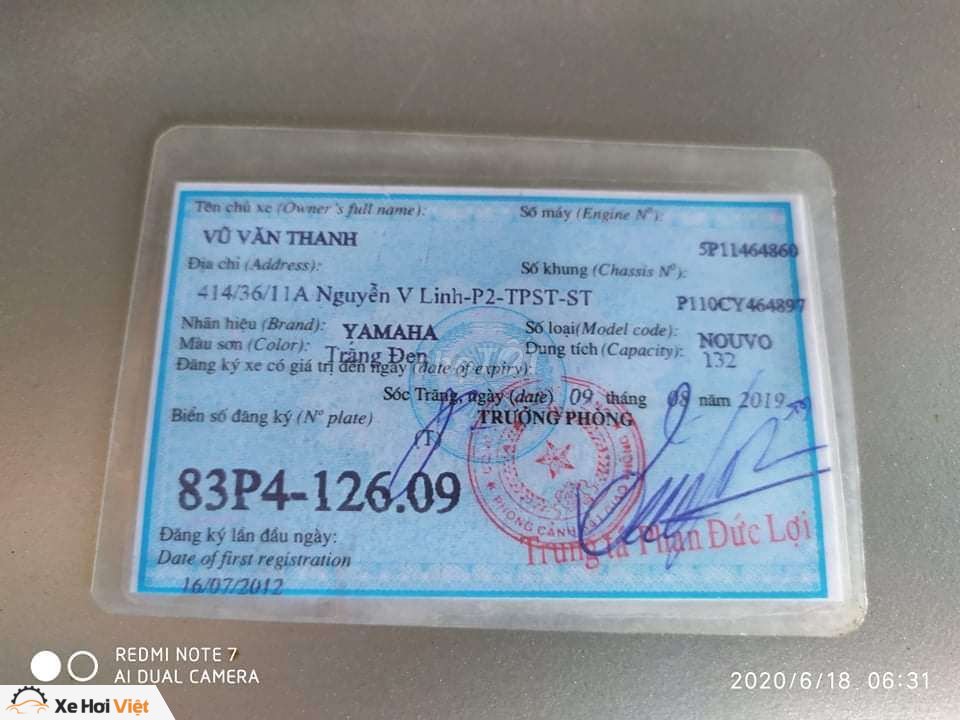 Tên chủ xe (Owner's full name):
VŨ VĂN THANH
Số máy (Engine Nº):
5P11464860
Địa chỉ (Address):
414/36/11A Nguyễn V Linh-P2-TPST-ST
Số khung (Chassis Nº):
P110CY464897
Nhãn hiệu (Brand): YAMAHA
Số loại(Model code): NOUVO
Màu sơn (Color): Trắng Đen
Dung tích (Capacity): 132
Đăng ký xe có giá trị đến ngày (date of expiry):
Sóc Trăng, ngày (date) 09 tháng 08 năm 2019
Biển số đăng ký (Nº plate)
TRƯỞNG PHÒNG
(T)
83P4-126.09
Trung tá Phan Đức Lợi
Đăng ký lần đầu ngày:
Date of first registration
16/07/2012
REDMI NOTE 7
AI DUAL CAMERA
2020/6/18 06:31
Xe Hơi Việt